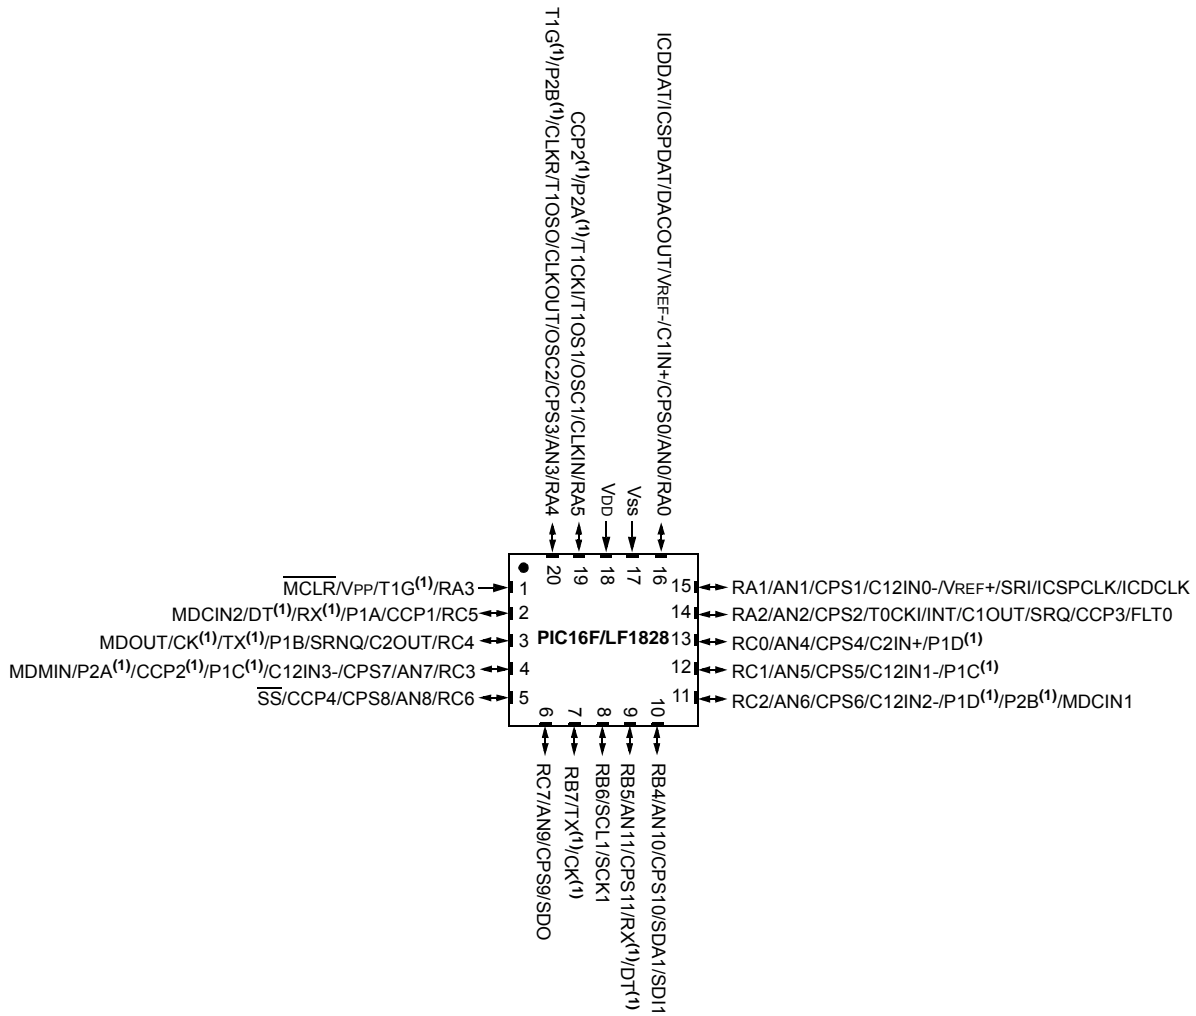 T1G(1)/P2B(1)/CLKR/T1OSO/CLKOUT/OSC2/CPS3/AN3/RA4
CCP2(1)/P2A(1)/T1CKI/T1OS1/OSC1/CLKIN/RA5
VDD
Vss
ICDDAT/ICSPDAT/DACOUT/VREF-/C1IN+/CPS0/AN0/RA0
20
19
18
17
16
MCLR/VPP/T1G(1)/RA3
1
MDCIN2/DT(1)/RX(1)/P1A/CCP1/RC5
2
MDOUT/CK(1)/TX(1)/P1B/SRNQ/C2OUT/RC4
3
MDMIN/P2A(1)/CCP2(1)/P1C(1)/C12IN3-/CPS7/AN7/RC3
4
SS/CCP4/CPS8/AN8/RC6
5
PIC16F/LF1828
15
RA1/AN1/CPS1/C12IN0-/VREF+/SRI/ICSPCLK/ICDCLK
14
RA2/AN2/CPS2/T0CKI/INT/C1OUT/SRQ/CCP3/FLT0
13
RC0/AN4/CPS4/C2IN+/P1D(1)
12
RC1/AN5/CPS5/C12IN1-/P1C(1)
11
RC2/AN6/CPS6/C12IN2-/P1D(1)/P2B(1)/MDCIN1
6
7
8
9
10
RC7/AN9/CPS9/SDO
RB7/TX(1)/CK(1)
RB6/SCL1/SCK1
RB5/AN11/CPS11/RX(1)/DT(1)
RB4/AN10/CPS10/SDA1/SDI1